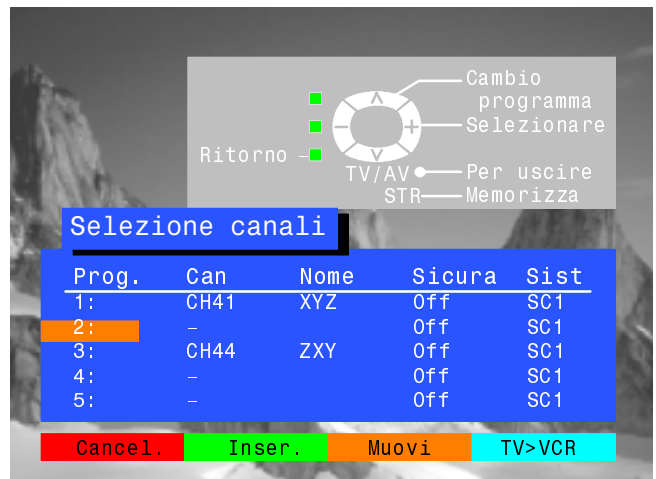 Cambio
programma
Selezionare
Ritorno
TV/AV Per uscire
STR Memorizza
Selezione canali
Prog. Can Nome Sicura Sist
1: CH41 XYZ Off SC1
2: – Off SC1
3: CH44 ZXY Off SC1
4: – Off SC1
5: – Off SC1
Cancel. Inser. Muovi TV>VCR